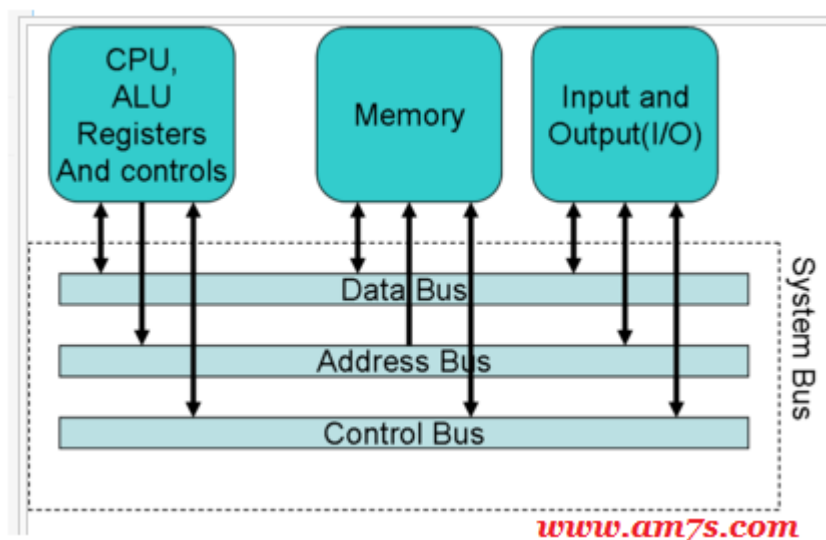 CPU,
ALU
Registers
And controls
Memory
Input and
Output(I/O)
Data Bus
Address Bus
Control Bus
System Bus
www.am7s.com